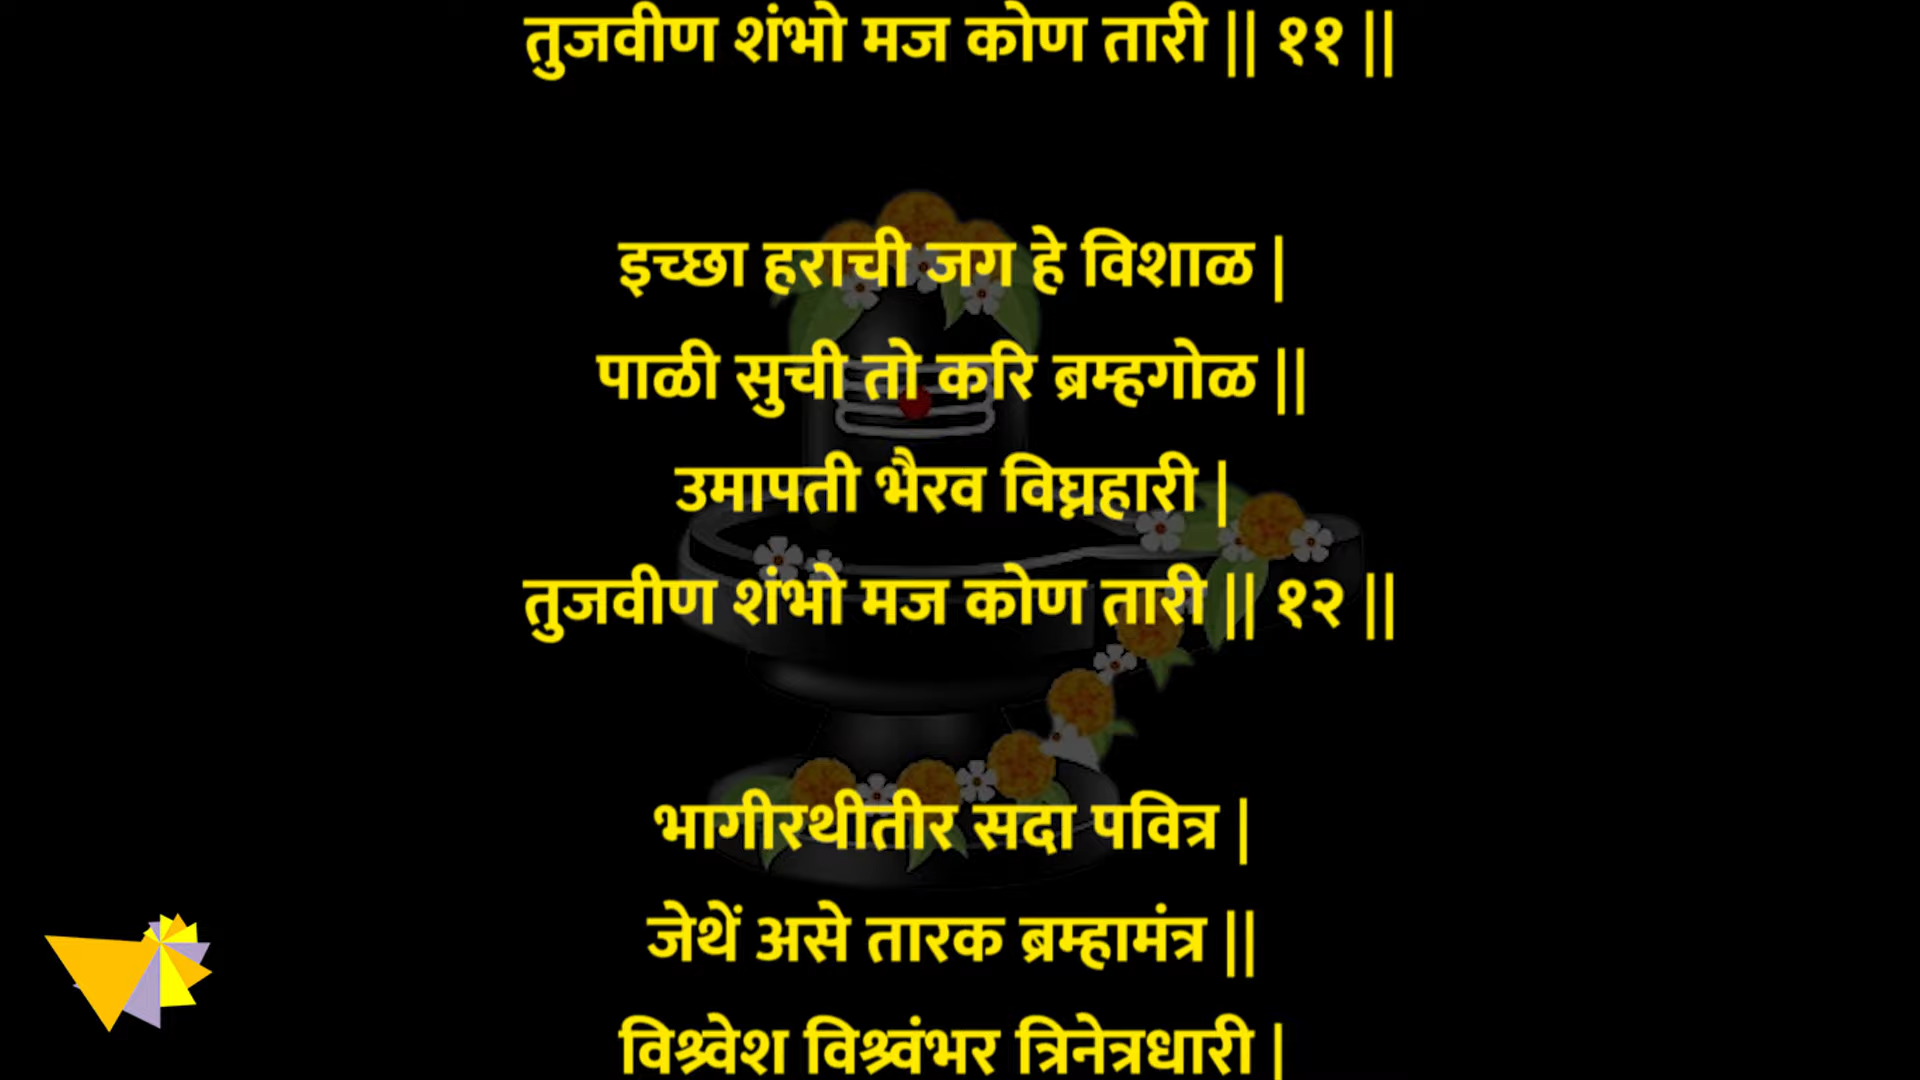 तुजवीण शंभो मज कोण तारी || ११ ||
इच्छा हराची जग हे विशाळ |
पाळी सुची तो करि ब्रम्हगोळ ||
उमापती भैरव विघ्नहारी |
तुजवीण शंभो मज कोण तारी || १२ ||
भागीरथीतीर सदा पवित्र |
जेथें असे तारक ब्रम्हामंत्र ||
विश्र्वेश विश्र्वंभर त्रिनेत्रधारी |